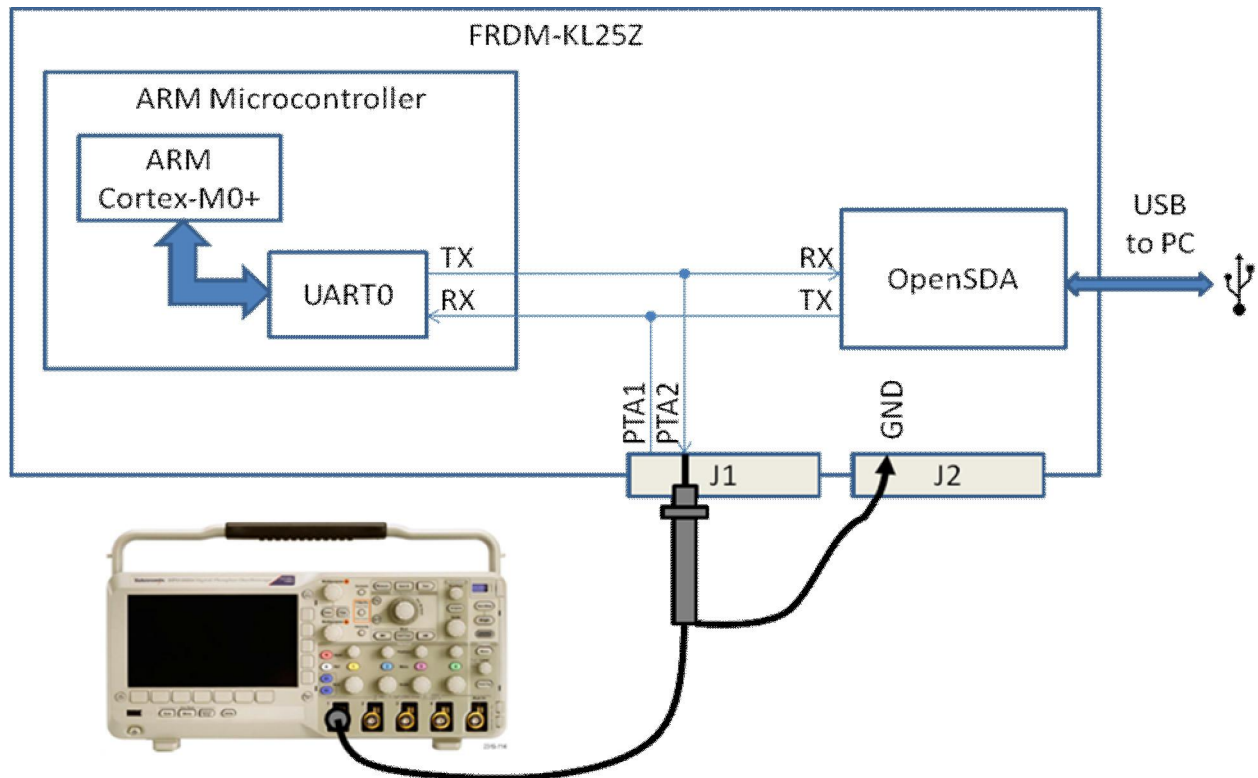 FRDM-KL25Z
ARM Microcontroller
ARM
Cortex-M0+
UART0
TX
RX
RX
TX
OpenSDA
USB
to PC
PTA1
PTA2
GND
J1
J2
Tektronix